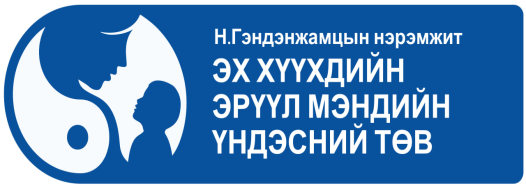 Н.Гэндэнжамцын нэрэмжит
ЭХ ХҮҮХДИЙН
ЭРҮҮЛ МЭНДИЙН
ҮНДЭСНИЙ ТӨВ